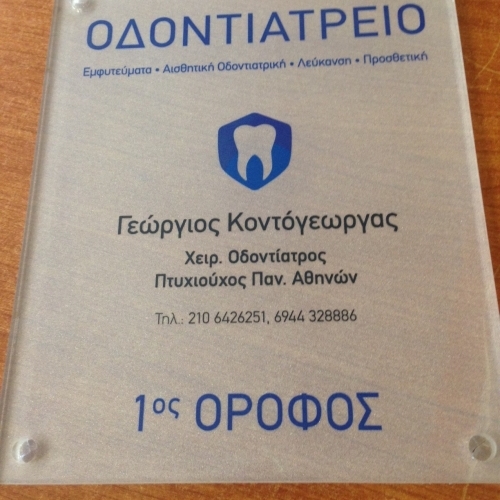 ΟΔΟΝΤΙΑΤΡΕΙΟ
Εμφυτεύματα • Αισθητική Οδοντιατρική • Λεύκανση • Προσθετική
Γεώργιος Κοντόγεωργας
Χειρ. Οδοντίατρος
Πτυχιούχος Παν. Αθηνών
Τηλ.: 210 6426251, 6944 328886
1ος ΟΡΟΦΟΣ